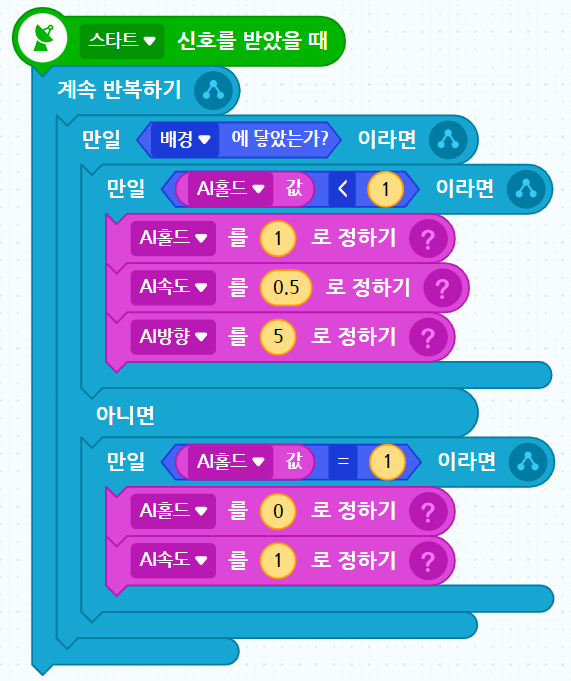 스타트 신호를 받았을 때
계속 반복하기
만일 배경 에 닿았는가? 이라면
만일 AI홀드 값 < 1 이라면
AI홀드 를 1 로 정하기 ?
AI속도 를 0.5 로 정하기 ?
AI방향 를 5 로 정하기 ?
아니면
만일 AI홀드 값 = 1 이라면
AI홀드 를 0 로 정하기 ?
AI속도 를 1 로 정하기 ?